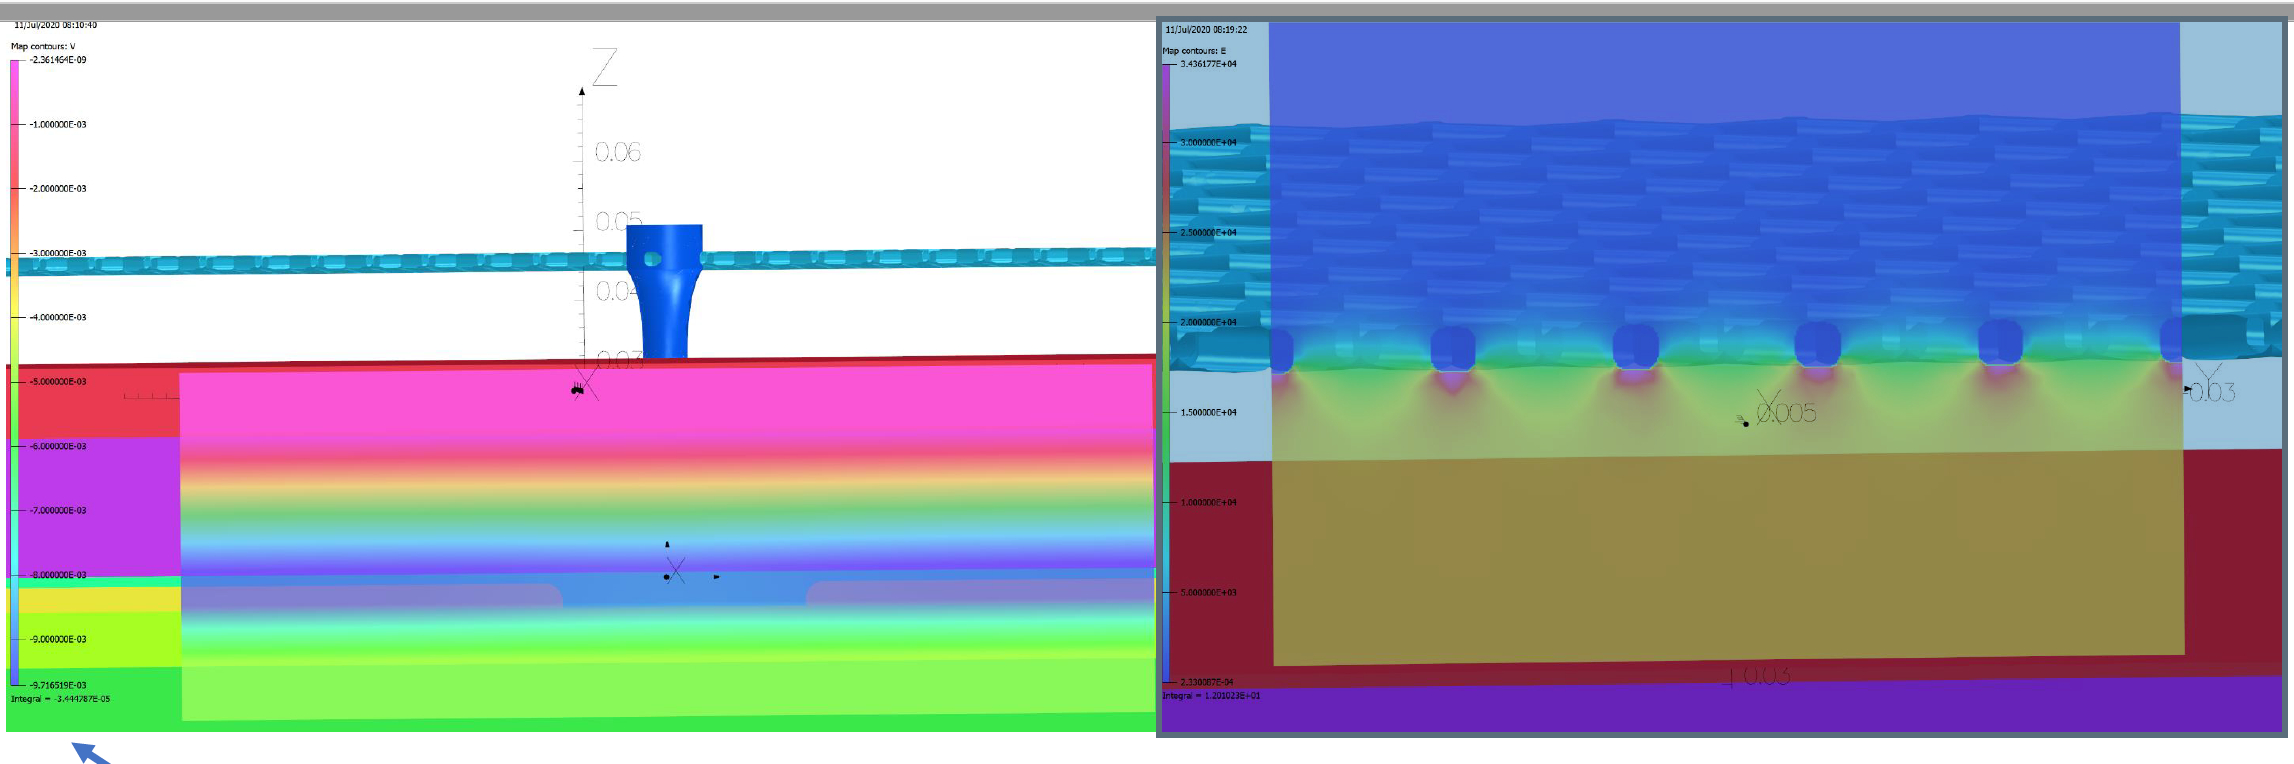 11/Jul/2020 08:10:40
Map contours: V
-2.361464E-09
-1.000000E-03
-2.000000E-03
-3.000000E-03
-4.000000E-03
-5.000000E-03
-6.000000E-03
-7.000000E-03
-8.000000E-03
-9.000000E-03
-9.716519E-03
Integral = -3.444787E-05
Z
0.06
0.05
0.04
0.03
X
X
11/Jul/2020 08:19:22
Map contours: E
3.436177E+04
3.000000E+04
2.500000E+04
2.000000E+04
1.500000E+04
1.000000E+04
5.000000E+03
2.330087E-04
Integral = 1.201023E+01
X
0.005
Y
0.03
0.03